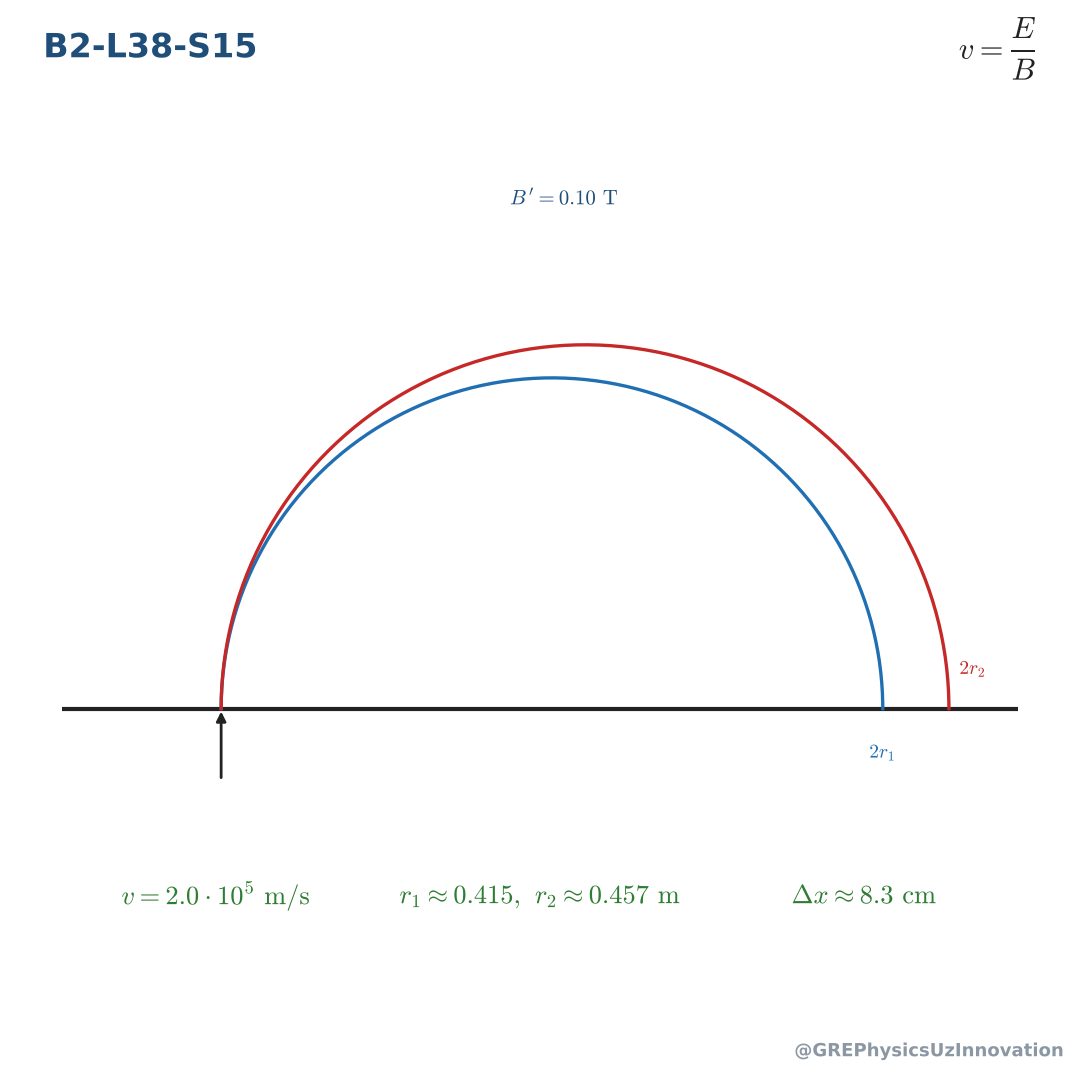 B2-L38-S15
v = E/B
B′ = 0.10 T
2r₂
2r₁
v = 2.0 · 10⁵ m/s
r₁ ≈ 0.415, r₂ ≈ 0.457 m
Δx ≈ 8.3 cm
@GREPhysicsUzInnovation